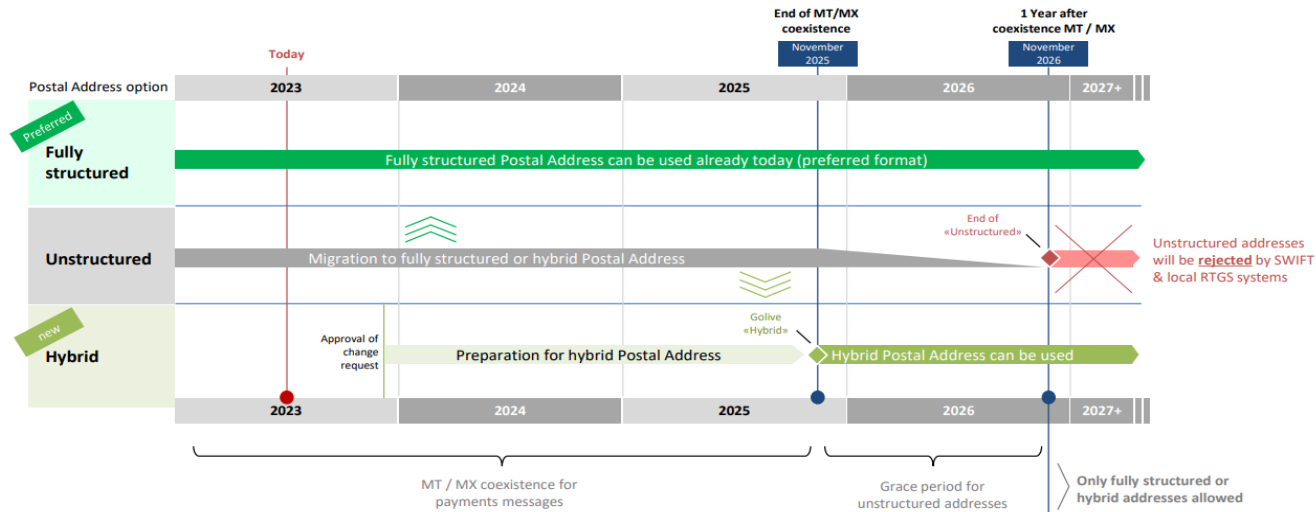 End of MT/MX
coexistence
1 Year after
coexistence MT / MX
Today
November
2025
November
2026
Postal Address option
2023
2024
2025
2026
2027+
Preferred
Fully
structured
Fully structured Postal Address can be used already today (preferred format)
Unstructured
Migration to fully structured or hybrid Postal Address
End of
«Unstructured»
Unstructured addresses
will be rejected by SWIFT
& local RTGS systems
new
Hybrid
Approval of
change
request
Preparation for hybrid Postal Address
Golive
«Hybrid»
Hybrid Postal Address can be used
2023
2024
2025
2026
2027+
MT / MX coexistence for
payments messages
Grace period for
unstructured addresses
Only fully structured or
hybrid addresses allowed